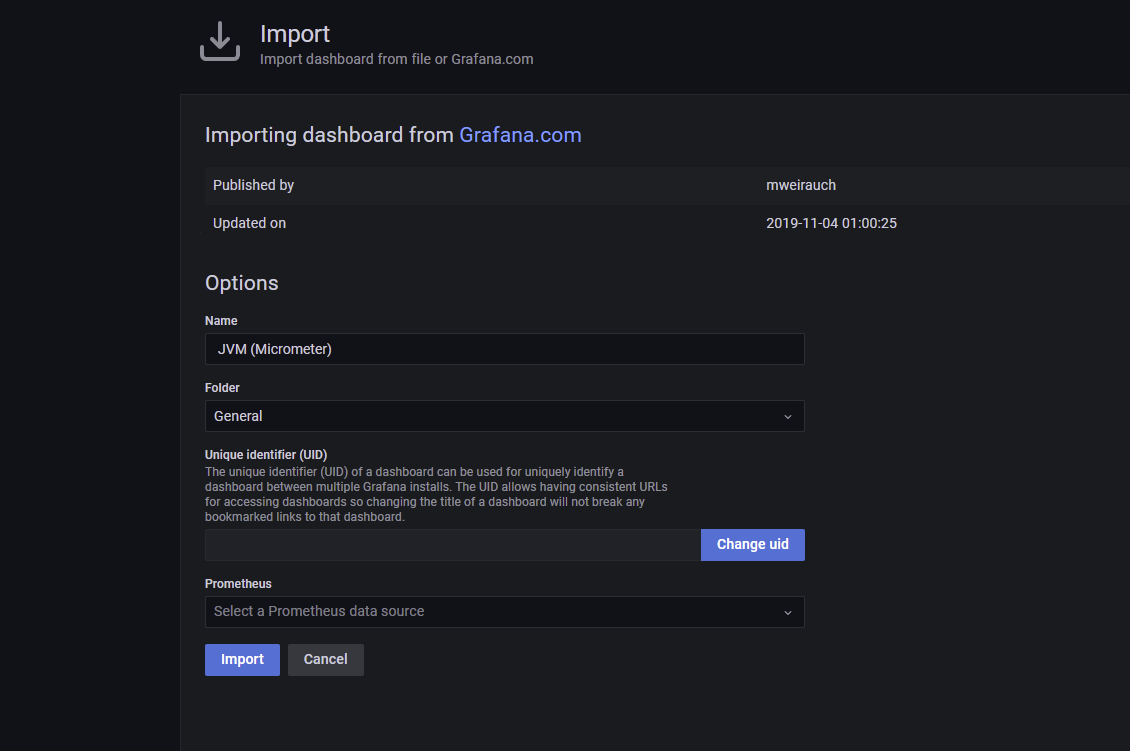 Import
Import dashboard from file or Grafana.com
Importing dashboard from Grafana.com
Published by mweirauch
Updated on 2019-11-04 01:00:25
Options
Name
JVM (Micrometer)
Folder
General
Unique identifier (UID)
The unique identifier (UID) of a dashboard can be used for uniquely identify a
dashboard between multiple Grafana installs. The UID allows having consistent URLs
for accessing dashboards so changing the title of a dashboard will not break any
bookmarked links to that dashboard.
Change uid
Prometheus
Select a Prometheus data source
Import Cancel